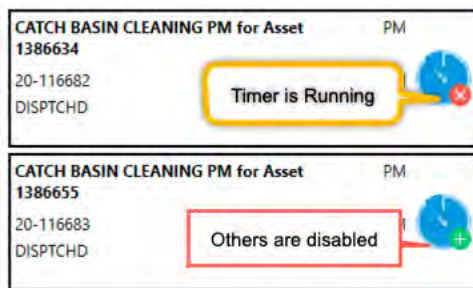 CATCH BASIN CLEANING PM for Asset PM
1386634
20-116682
Timer is Running
DISPTCHD
CATCH BASIN CLEANING PM for Asset PM
1386655
20-116683
Others are disabled
DISPTCHD